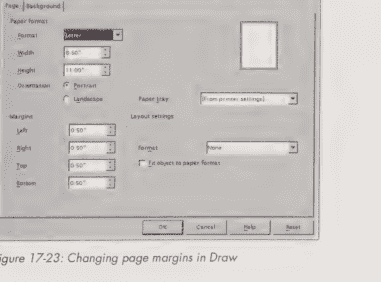 Page Background
Paper format
Format Letter
Width 8.50"
Height 11.00"
Orientation Portrait
Landscape Paper tray [From printer settings]
Margins Layout settings
Left 0.50"
Right 0.50" Format None
Top 0.50" Fit object to paper format
Bottom 0.50"
OK Cancel Help Reset
igure 17-23: Changing page margins in Draw